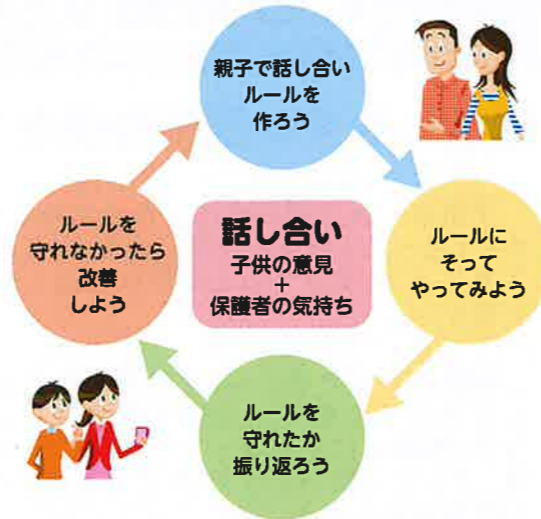 親子で話し合い
ルールを
作ろう
ルールに
そって
やってみよう
ルールを
守れたか
振り返ろう
ルールを
守れなかったら
改善
しよう
話し合い
子供の意見
+
保護者の気持ち